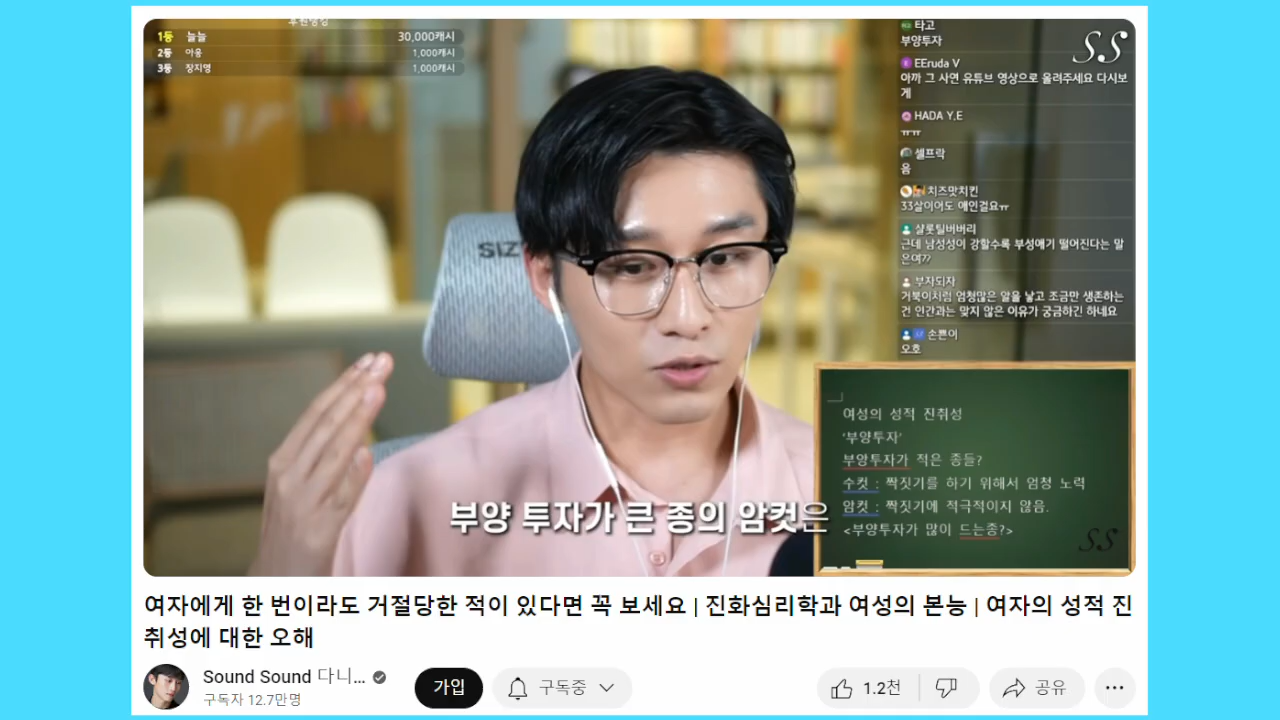 후원랭킹
1등 늘늘 30,000캐시
2등 아웅 1,000캐시
3등 장지영 1,000캐시
타고
부양투자
EEruda V
아까 그 사연 유튜브 영상으로 올려주세요 다시보
게
HADA Y.E
ㅠㅠ
셀프락
음
치즈맛치킨
33살이어도 애인걸요ㅠ
샬롯틸버버리
근데 남성성이 강할수록 부성애기 떨어진다는 말
은여??
부자되자
거북이처럼 엄청많은 알을 낳고 조금만 생존하는
건 인간과는 맞지 않은 이유가 궁금하긴 하네요
손쁜이
오호
SS
SIZ
여성의 성적 진취성
'부양투자'
부양투자가 적은 종들?
수컷 : 짝짓기를 하기 위해서 엄청 노력
암컷 : 짝짓기에 적극적이지 않음.
<부양투자가 많이 드는종?>
SS
부양 투자가 큰 종의 암컷은
여자에게 한 번이라도 거절당한 적이 있다면 꼭 보세요 | 진화심리학과 여성의 본능 | 여자의 성적 진
취성에 대한 오해
Sound Sound 다니...
구독자 12.7만명
가입
구독중
1.2천
공유